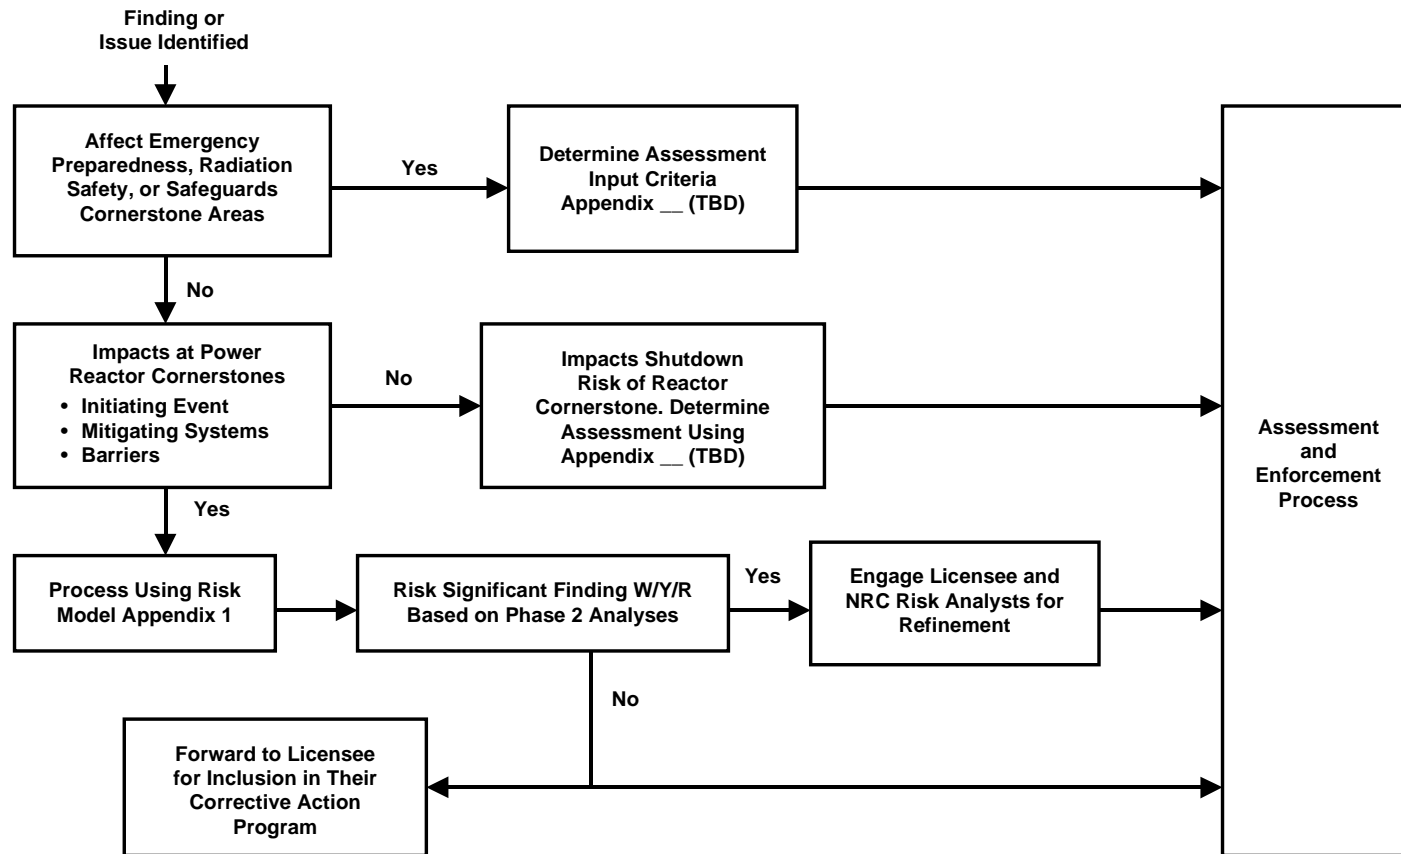 Finding or
Issue Identified
Affect Emergency
Preparedness, Radiation
Safety, or Safeguards
Cornerstone Areas
Yes
Determine Assessment
Input Criteria
Appendix __ (TBD)
No
Impacts at Power
Reactor Cornerstones
• Initiating Event
• Mitigating Systems
• Barriers
No
Impacts Shutdown
Risk of Reactor
Cornerstone. Determine
Assessment Using
Appendix __ (TBD)
Assessment
and
Enforcement
Process
Yes
Process Using Risk
Model Appendix 1
Risk Significant Finding W/Y/R
Based on Phase 2 Analyses
Yes
Engage Licensee and
NRC Risk Analysts for
Refinement
No
Forward to Licensee
for Inclusion in Their
Corrective Action
Program